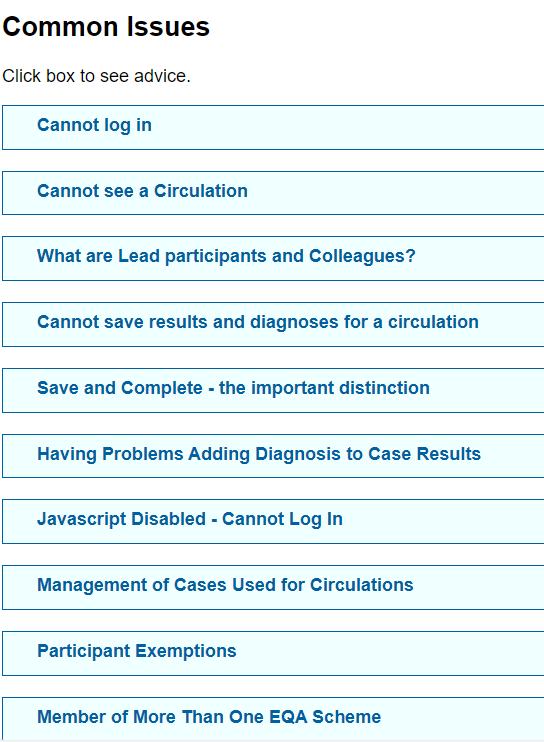 Common Issues
Click box to see advice.
Cannot log in
Cannot see a Circulation
What are Lead participants and Colleagues?
Cannot save results and diagnoses for a circulation
Save and Complete - the important distinction
Having Problems Adding Diagnosis to Case Results
Javascript Disabled - Cannot Log In
Management of Cases Used for Circulations
Participant Exemptions
Member of More Than One EQA Scheme